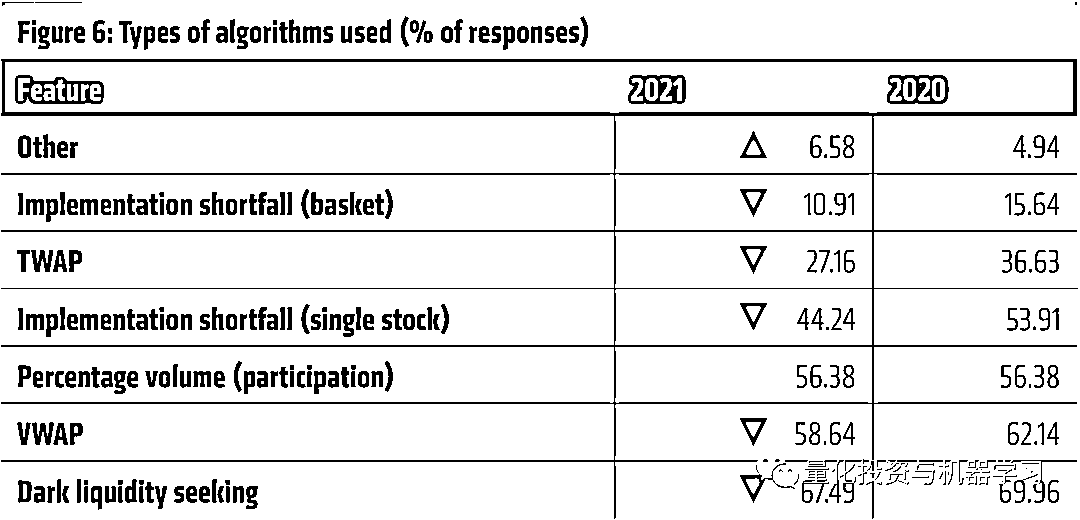 Figure 6: Types of algorithms used (% of responses)
Feature 2021 2020
Other △ 6.58 4.94
Implementation shortfall (basket) ▽ 10.91 15.64
TWAP ▽ 27.16 36.63
Implementation shortfall (single stock) ▽ 44.24 53.91
Percentage volume (participation) 56.38 56.38
VWAP ▽ 58.64 62.14
量化投资与机器学习
Dark liquidity seeking ▽ 67.49 69.96